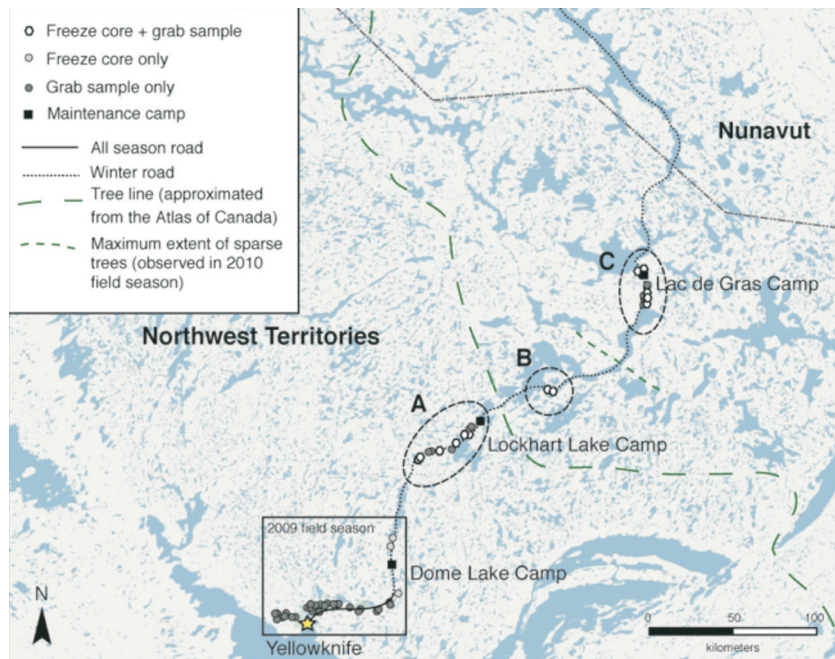 Freeze core + grab sample
Freeze core only
Grab sample only
Maintenance camp
All season road
Winter road
Tree line (approximated
from the Atlas of Canada)
Maximum extent of sparse
trees (observed in 2010
field season)
Nunavut
C
Lac de Gras Camp
Northwest Territories
B
A
Lockhart Lake Camp
2009 field season
Dome Lake Camp
N
Yellowknife
0 50 100
kilometers